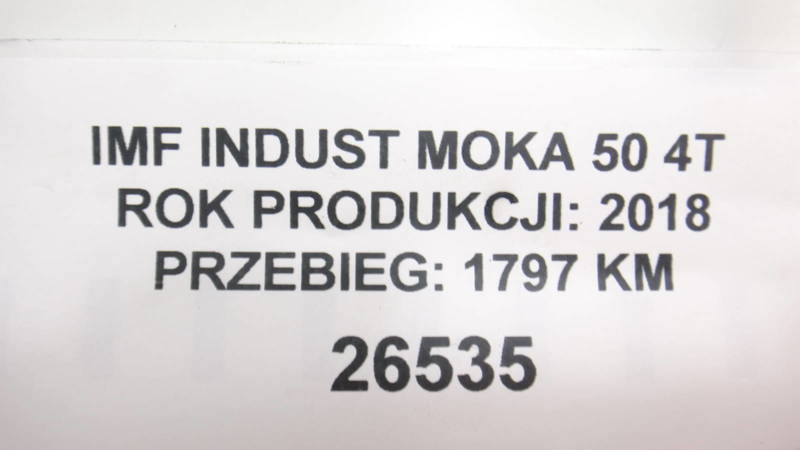 IMF INDUST MOKA 50 4T
ROK PRODUKCJI: 2018
PRZEBIEG: 1797 KM
26535